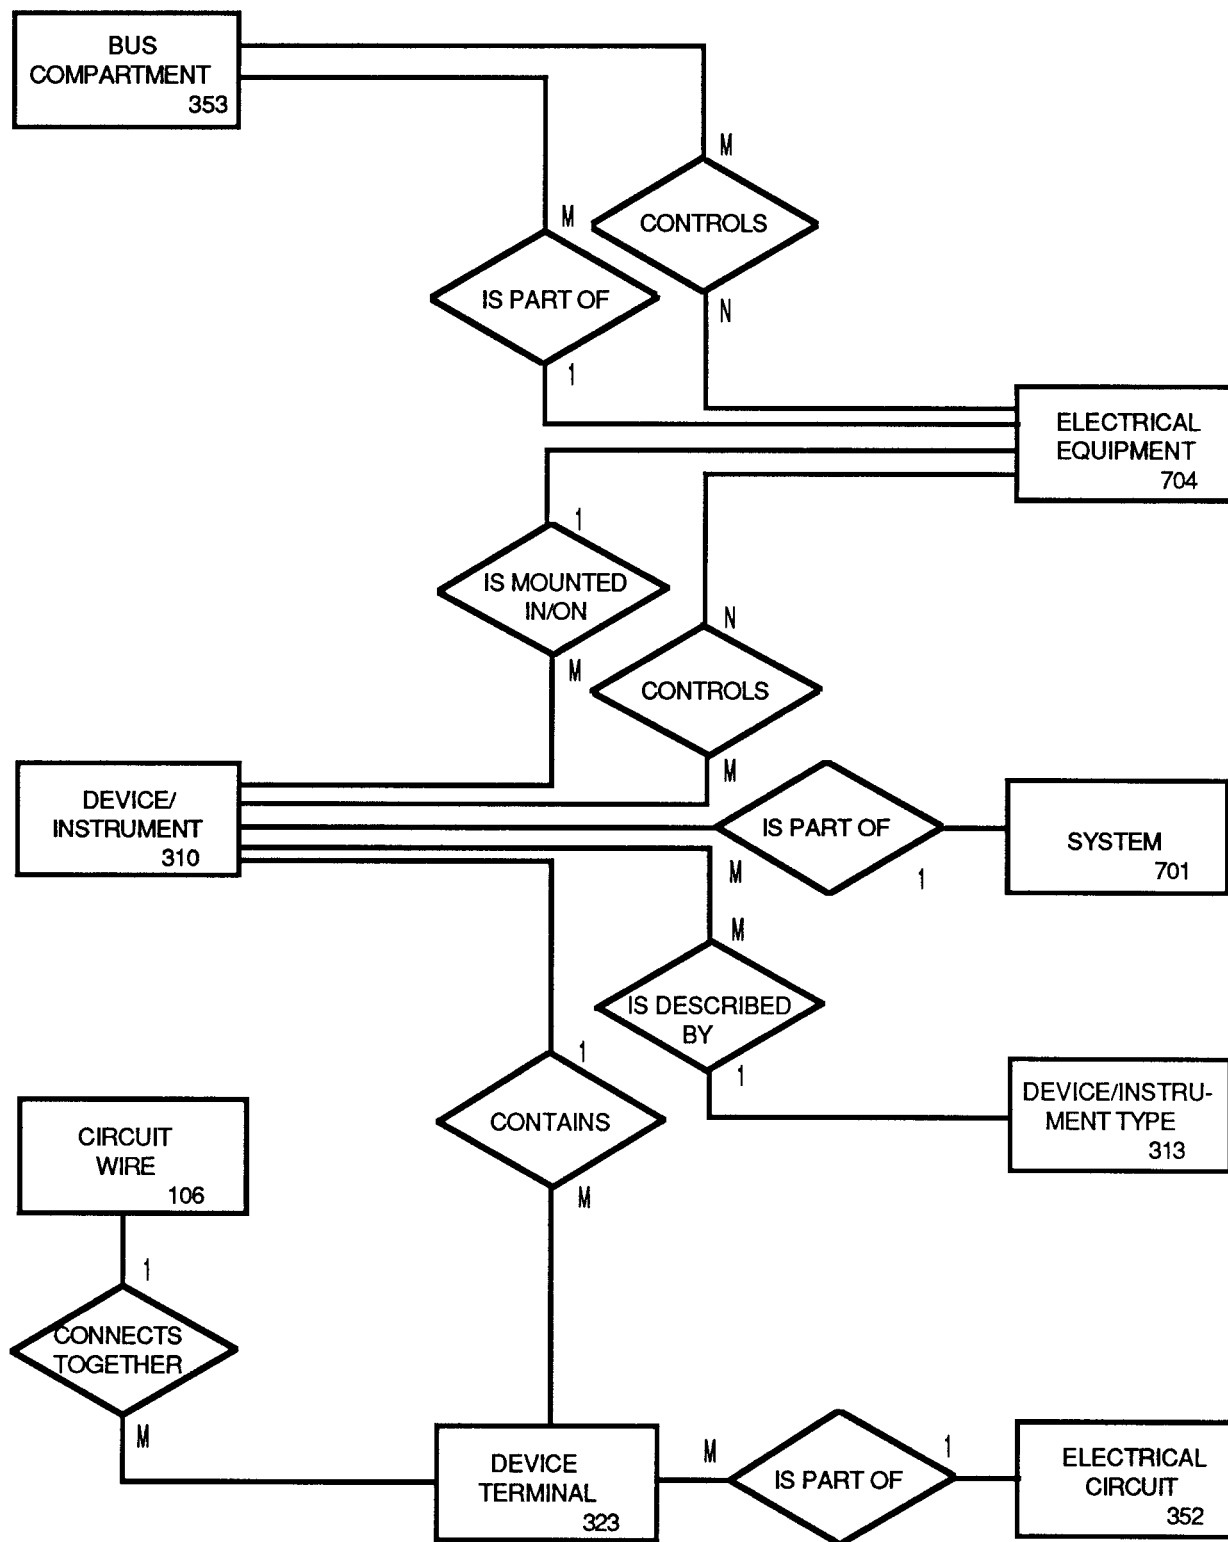 BUS
COMPARTMENT
353
M
CONTROLS
M
IS PART OF
N
1
ELECTRICAL
EQUIPMENT
704
1
IS MOUNTED
IN/ON
N
M
CONTROLS
M
DEVICE/
INSTRUMENT
310
IS PART OF
M
1
SYSTEM
701
M
IS DESCRIBED
BY
1
1
CONTAINS
M
DEVICE/INSTRU-
MENT TYPE
313
CIRCUIT
WIRE
106
1
CONNECTS
TOGETHER
M
DEVICE
TERMINAL
323
M
IS PART OF
1
ELECTRICAL
CIRCUIT
352